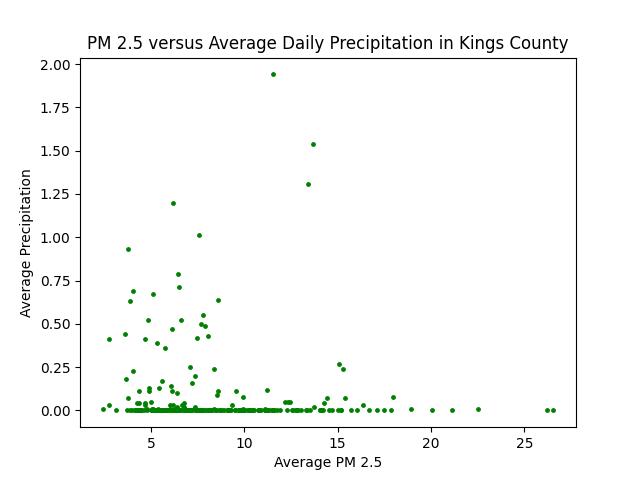 PM 2.5 versus Average Daily Precipitation in Kings County
2.00
1.75
1.50
1.25
1.00
0.75
0.50
0.25
0.00
Average Precipitation
5 10 15 20 25
Average PM 2.5